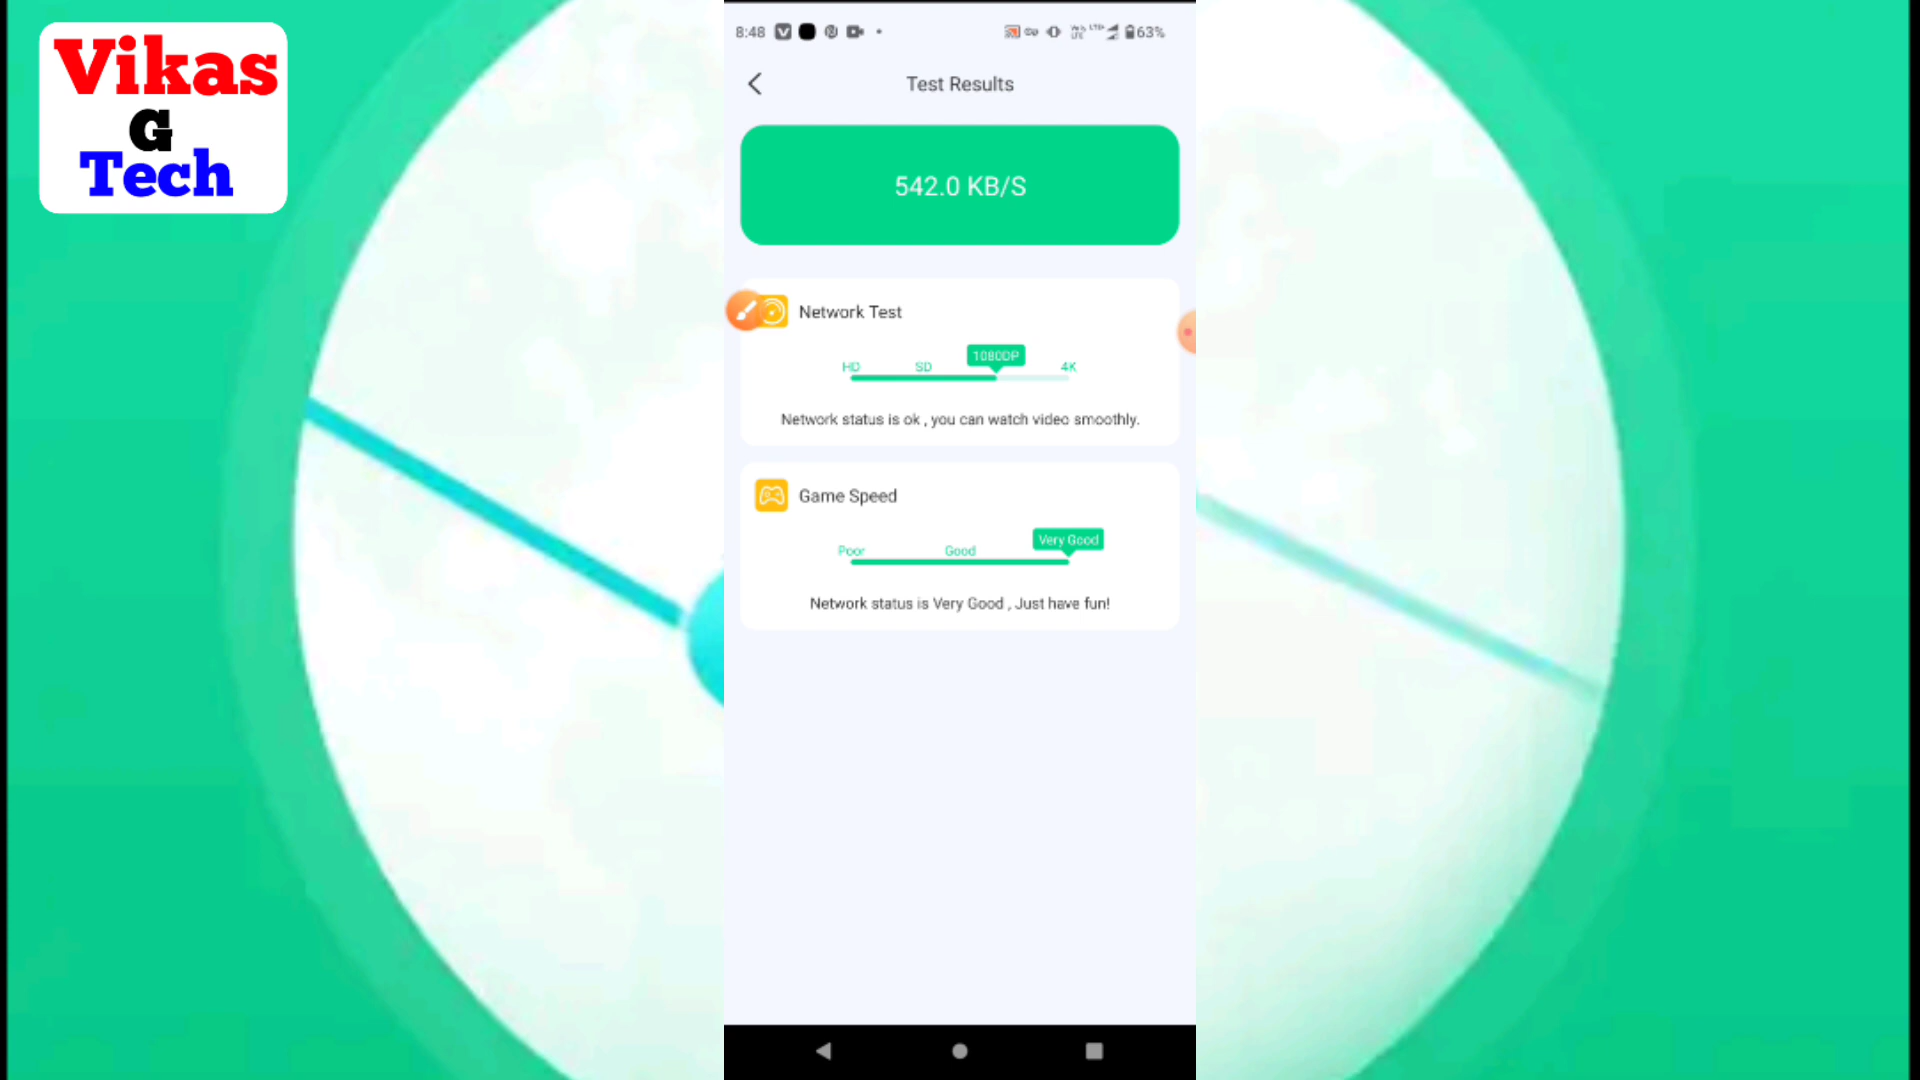 Vikas
G
Tech
8:48
63%
Test Results
542.0 KB/S
Network Test
HD SD 1080DP 4K
Network status is ok , you can watch video smoothly.
Game Speed
Poor Good Very Good
Network status is Very Good , Just have fun!